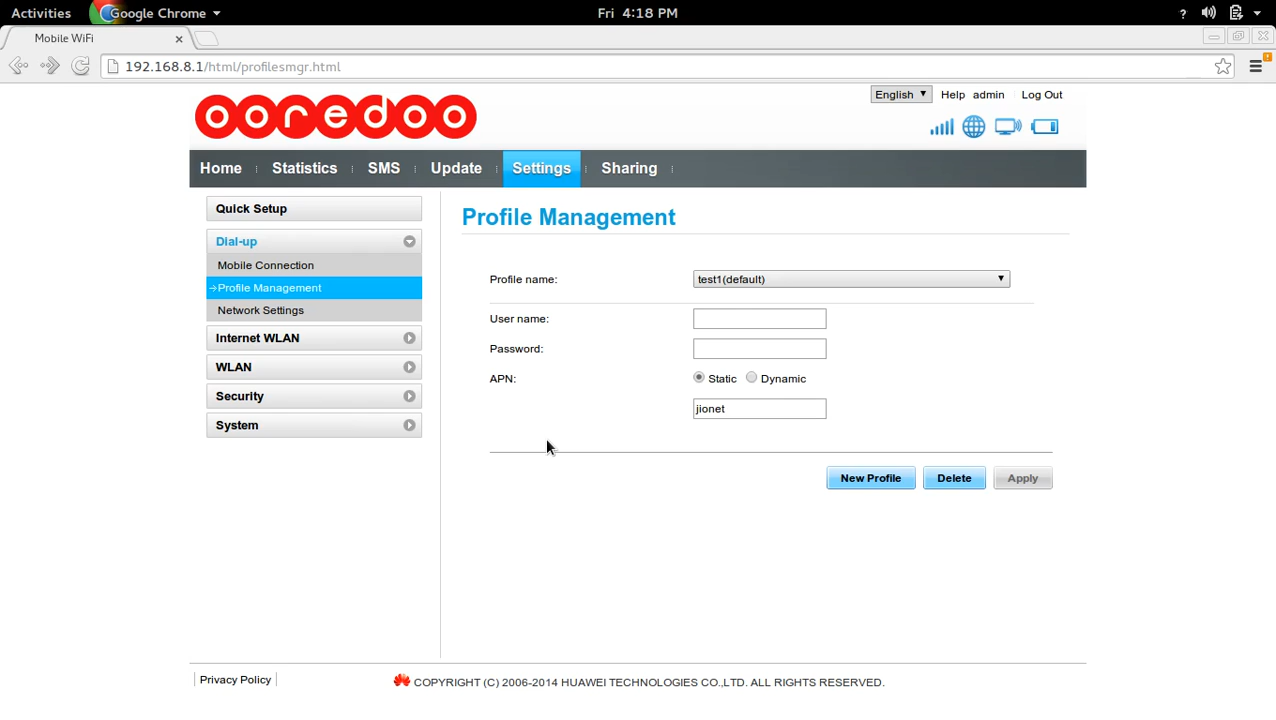 Activities Google Chrome Fri 4:18 PM ?
Mobile WiFi
192.168.8.1/html/profilesmgr.html
ooredoo
English Help admin Log Out
Home Statistics SMS Update Settings Sharing
Quick Setup
Dial-up
Mobile Connection
Profile Management
Network Settings
Internet WLAN
WLAN
Security
System
Profile Management
Profile name: test1(default)
User name:
Password:
APN: Static Dynamic
jionet
New Profile Delete Apply
Privacy Policy
COPYRIGHT (C) 2006-2014 HUAWEI TECHNOLOGIES CO.,LTD. ALL RIGHTS RESERVED.